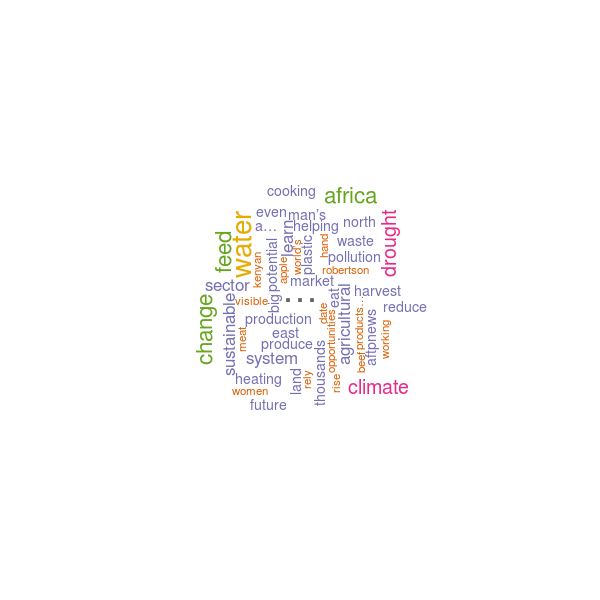 cooking
africa
even
man's
water
drought
a…
helping
north
feed
learn
hand
plastic
waste
world's
potential
kenyan
apple
pollution
robertson
market
sector
harvest
visible
big
…
eat
products…
reduce
change
sustainable
production
date
agricultural
aftpnews
east
meat
opportunities
working
produce
system
thousands
beef
heating
land
rely
rise
climate
women
future